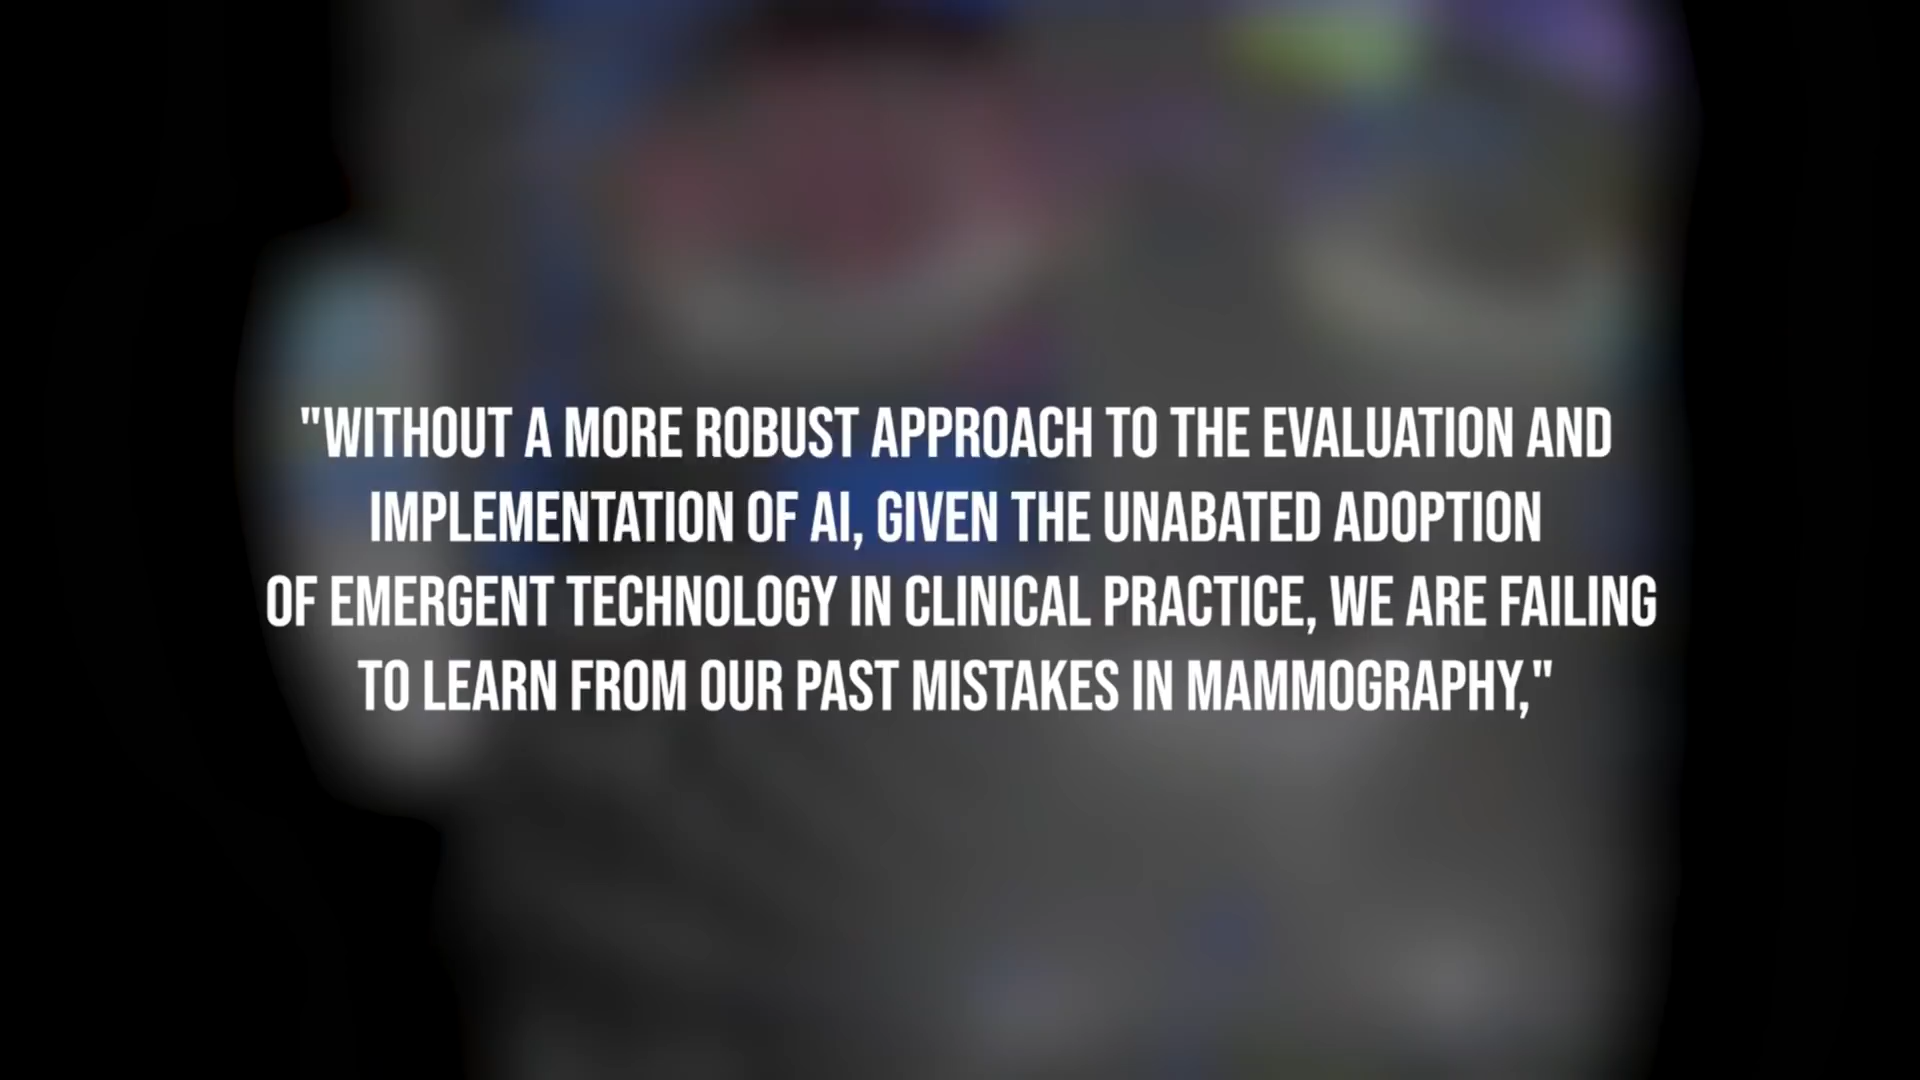 "WITHOUT A MORE ROBUST APPROACH TO THE EVALUATION AND
IMPLEMENTATION OF AI, GIVEN THE UNABATED ADOPTION
OF EMERGENT TECHNOLOGY IN CLINICAL PRACTICE, WE ARE FAILING
TO LEARN FROM OUR PAST MISTAKES IN MAMMOGRAPHY,"